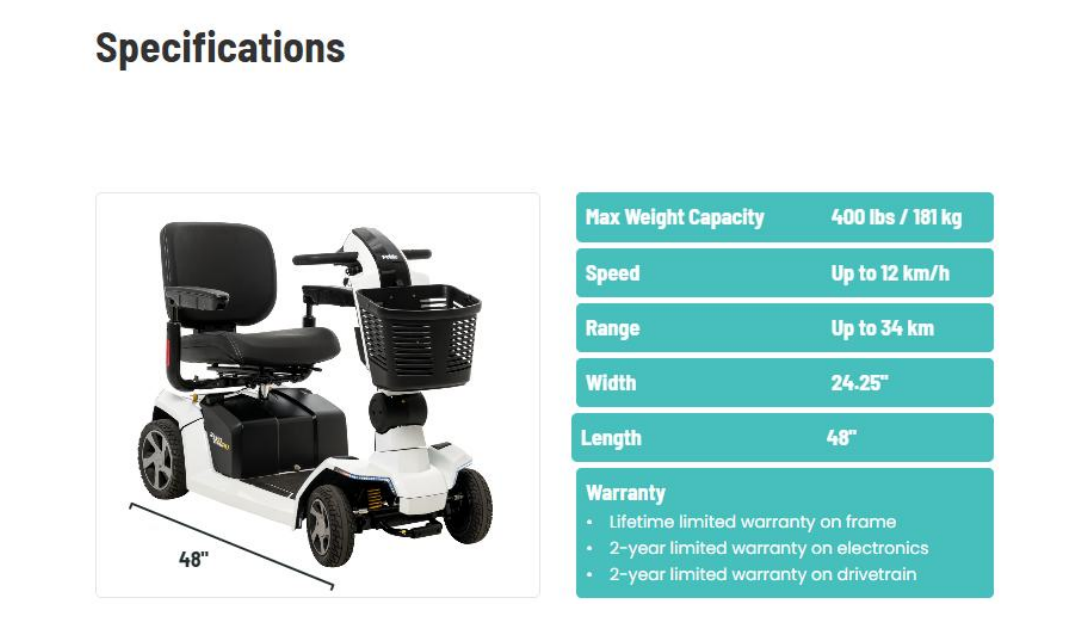 Specifications
Max Weight Capacity 400 lbs / 181 kg
Speed Up to 12 km/h
Range Up to 34 km
Width 24.25"
Length 48"
Warranty
• Lifetime limited warranty on frame
• 2-year limited warranty on electronics
• 2-year limited warranty on drivetrain
48"